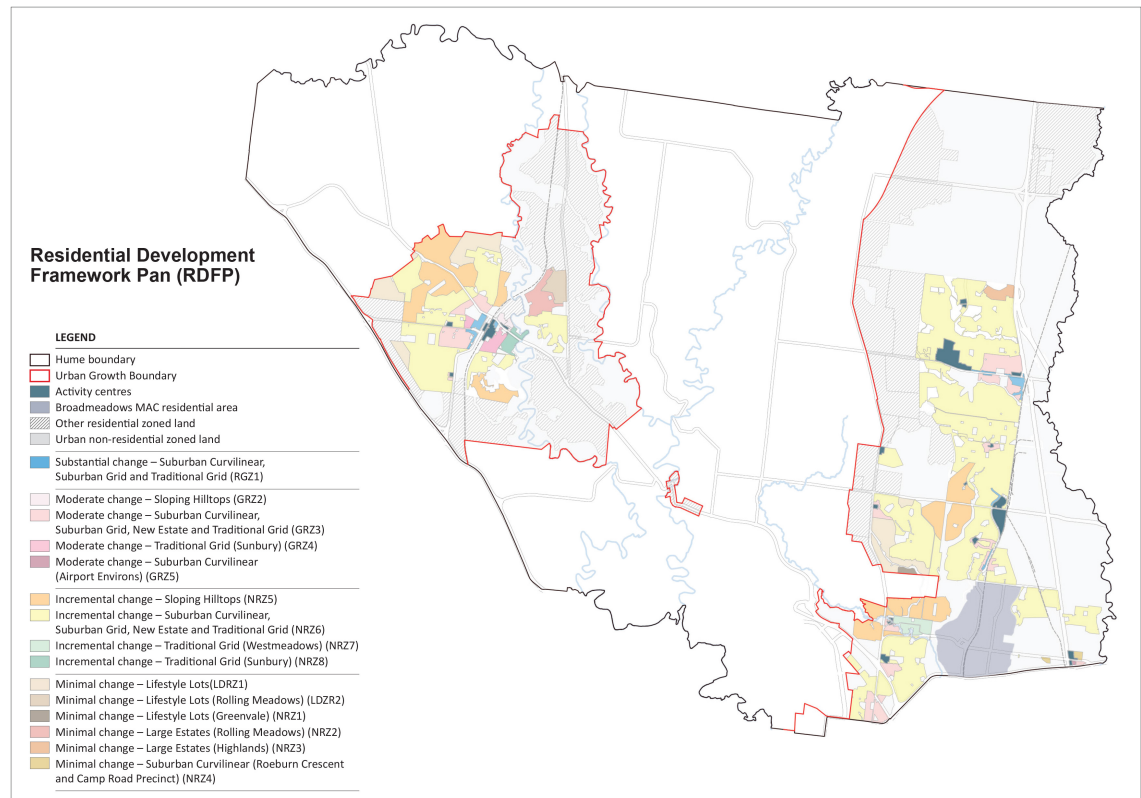 Residential Development
Framework Pan (RDFP)
LEGEND
Hume boundary
Urban Growth Boundary
Activity centres
Broadmeadows MAC residential area
Other residential zoned land
Urban non-residential zoned land
Substantial change – Suburban Curvilinear,
Suburban Grid and Traditional Grid (RGZ1)
Moderate change – Sloping Hilltops (GRZ2)
Moderate change – Suburban Curvilinear,
Suburban Grid, New Estate and Traditional Grid (GRZ3)
Moderate change – Traditional Grid (Sunbury) GRZ4)
Moderate change – Suburban Curvilinear
(Airport Environs) (GRZ5)
Incremental change – Sloping Hilltops (NRZ5)
Incremental change – Suburban Curvilinear,
Suburban Grid, New Estate and Traditional Grid (NRZ6)
Incremental change – Traditional Grid (Westmeadows) NRZ7)
Incremental change – Traditional Grid (Sunbury) NRZ8)
Minimal change – Lifestyle Lots(LDRZ1)
Minimal change – Lifestyle Lots (Rolling Meadows) (LDZR2)
Minimal change – Lifestyle Lots (Greenvale) (NRZ1)
Minimal change – Large Estates (Rolling Meadows) (NRZ2)
Minimal change – Large Estates (Highlands) (NRZ3)
Minimal change – Suburban Curvilinear (Roeburn Crescent
and Camp Road Precinct) (NRZ4)